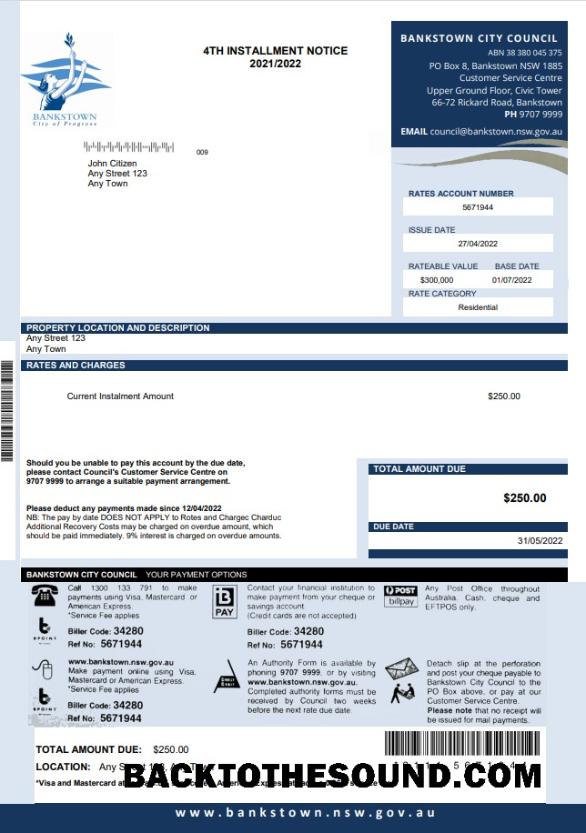 4TH INSTALLMENT NOTICE
2021/2022
BANKSTOWN CITY COUNCIL
ABN 38 380 045 375
PO Box 8, Bankstown NSW 1885
Customer Service Centre
Upper Ground Floor, Civic Tower
66-72 Rickard Road, Bankstown
PH 9707 9999
EMAIL council@bankstown.nsw.gov.au
BANKSTOWN
City of Progress
009
John Citizen
Any Street 123
Any Town
RATES ACCOUNT NUMBER
5671944
ISSUE DATE
27/04/2022
RATEABLE VALUE BASE DATE
$300,000 01/07/2022
RATE CATEGORY
Residential
PROPERTY LOCATION AND DESCRIPTION
Any Street 123
Any Town
RATES AND CHARGES
Current Instalment Amount $250.00
Should you be unable to pay this account by the due date,
please contact Council's Customer Service Centre on
9707 9999 to arrange a suitable payment arrangement.
Please deduct any payments made since 12/04/2022
NB: The pay by date DOES NOT APPLY to Rotes and Chargec Charduc
Additional Recovery Costs may be charged on overdue amount, which
should be paid immediately. 9% interest is charged on overdue amounts.
TOTAL AMOUNT DUE
$250.00
DUE DATE
31/05/2022
BANKSTOWN CITY COUNCIL YOUR PAYMENT OPTIONS
Call 1300 133 791 to make
payments using Visa. Mastercard or
American Express.
*Service Fee applies
Biller Code: 34280
Ref No: 5671944
BPOINT
www.bankstown.nsw.gov.au
Make payment online using Visa,
Mastercard or American Express.
*Service Fee applies
Biller Code: 34280
Ref No: 5671944
BPOINT
B
PAY
Contact your financial institution to
make payment from your cheque or
savings account
(Credit cards are not accepted)
Biller Code: 34280
Ref No: 5671944
DIRECT
DEBIT
An Authority Form is available by
phoning 9707 9999, or by visiting
www.bankstown.nsw.gov.au.
Completed authority forms must be
received by Council two weeks
before the next rate due date.
POST
billpay
Any Post Office throughout
Australia. Cash, cheque and
EFTPOS only.
Detach slip at the perforation
and post your cheque payable to
Bankstown City Council to the
PO Box above, or pay at our
Customer Service Centre.
Please note that no receipt will
be issued for mail payments.
TOTAL AMOUNT DUE: $250.00
LOCATION: Any Street
*Visa and Mastercard
BACKTOTHESOUND.COM
www.bankstown.nsw.gov.au